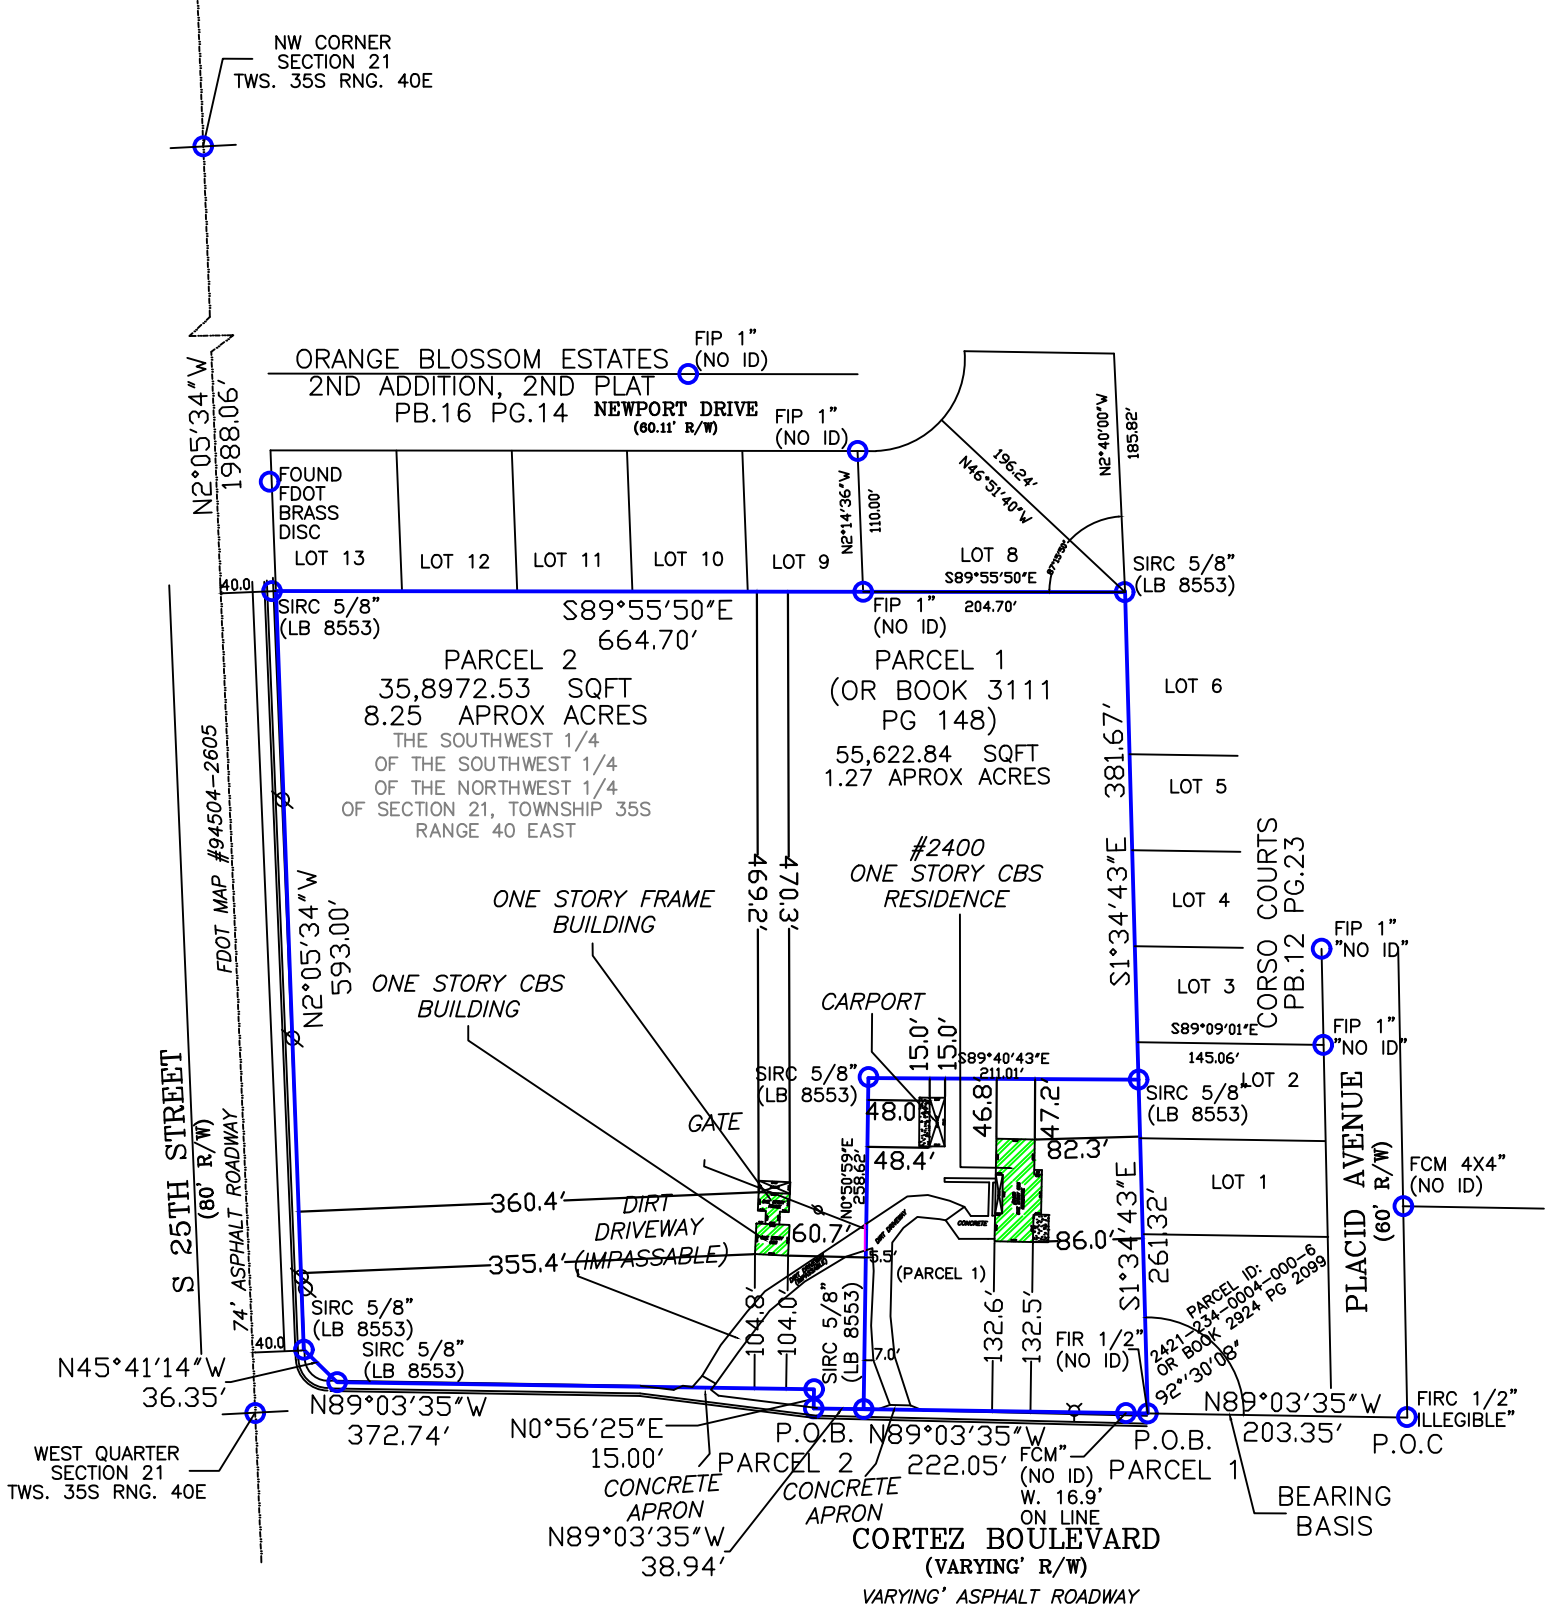 NW CORNER
SECTION 21
TWS. 35S RNG. 40E
N2°05'34"W
1988.06'
ORANGE BLOSSOM ESTATES
2ND ADDITION, 2ND PLAT
PB.16 PG.14
NEWPORT DRIVE
(60.11' R/W)
FIP 1"
(NO ID)
FIP 1"
(NO ID)
FOUND
FDOT
BRASS
DISC
LOT 13
LOT 12
LOT 11
LOT 10
LOT 9
N2°14'36"W
110.00'
LOT 8
196.24'
N46°51'40"W
N2°40'00"W
185.82'
S89°55'50"E
204.70'
SIRC 5/8"
(LB 8553)
40.0
SIRC 5/8"
(LB 8553)
S89°55'50"E
664.70'
FIP 1"
(NO ID)
PARCEL 2
35,8972.53 SQFT
8.25 APROX ACRES
THE SOUTHWEST 1/4
OF THE SOUTHWEST 1/4
OF THE NORTHWEST 1/4
OF SECTION 21, TOWNSHIP 35S
RANGE 40 EAST
PARCEL 1
(OR BOOK 3111
PG 148)
55,622.84 SQFT
1.27 APROX ACRES
LOT 6
LOT 5
LOT 4
LOT 3
LOT 2
LOT 1
S1°34'43"E
381.67'
CORSO COURTS
PB.12 PG.23
FIP 1"
"NO ID"
FIP 1"
"NO ID"
S89°09'01"E
145.06'
FDOT MAP #94504-2605
N2°05'34"W
593.00'
469.2'
470.3'
#2400
ONE STORY CBS
RESIDENCE
ONE STORY FRAME
BUILDING
ONE STORY CBS
BUILDING
CARPORT
15.0'
15.0'
S89°40'43"E
211.01'
SIRC 5/8"
(LB 8553)
SIRC 5/8"
(LB 8553)
48.0'
48.4'
46.8'
47.2'
82.3'
86.0'
GATE
N0°50'59"E
258.62'
S 25TH STREET
(80' R/W)
74' ASPHALT ROADWAY
360.4'
355.4'
DIRT
DRIVEWAY
(IMPASSABLE)
60.7'
5.5'
DIRT DRIVEWAY
CONCRETE
(PARCEL 1)
104.8'
104.0'
SIRC 5/8"
(LB 8553)
7.0'
132.6'
132.5'
S1°34'43"E
261.32'
PLACID AVENUE
(60' R/W)
FCM 4X4"
(NO ID)
PARCEL ID:
2421-234-0004-000-6
OR BOOK 2924 PG 2099
92°'30'08"
FIR 1/2"
(NO ID)
SIRC 5/8"
(LB 8553)
SIRC 5/8"
(LB 8553)
40.0
N45°41'14"W
36.35'
N89°03'35"W
372.74'
N0°56'25"E
15.00'
P.O.B.
PARCEL 2
N89°03'35"W
222.05'
FCM"
(NO ID)
W. 16.9'
ON LINE
P.O.B.
PARCEL 1
N89°03'35"W
203.35'
FIRC 1/2"
ILLEGIBLE"
P.O.C
WEST QUARTER
SECTION 21
TWS. 35S RNG. 40E
CONCRETE
APRON
CONCRETE
APRON
N89°03'35"W
38.94'
BEARING
BASIS
CORTEZ BOULEVARD
(VARYING' R/W)
VARYING' ASPHALT ROADWAY